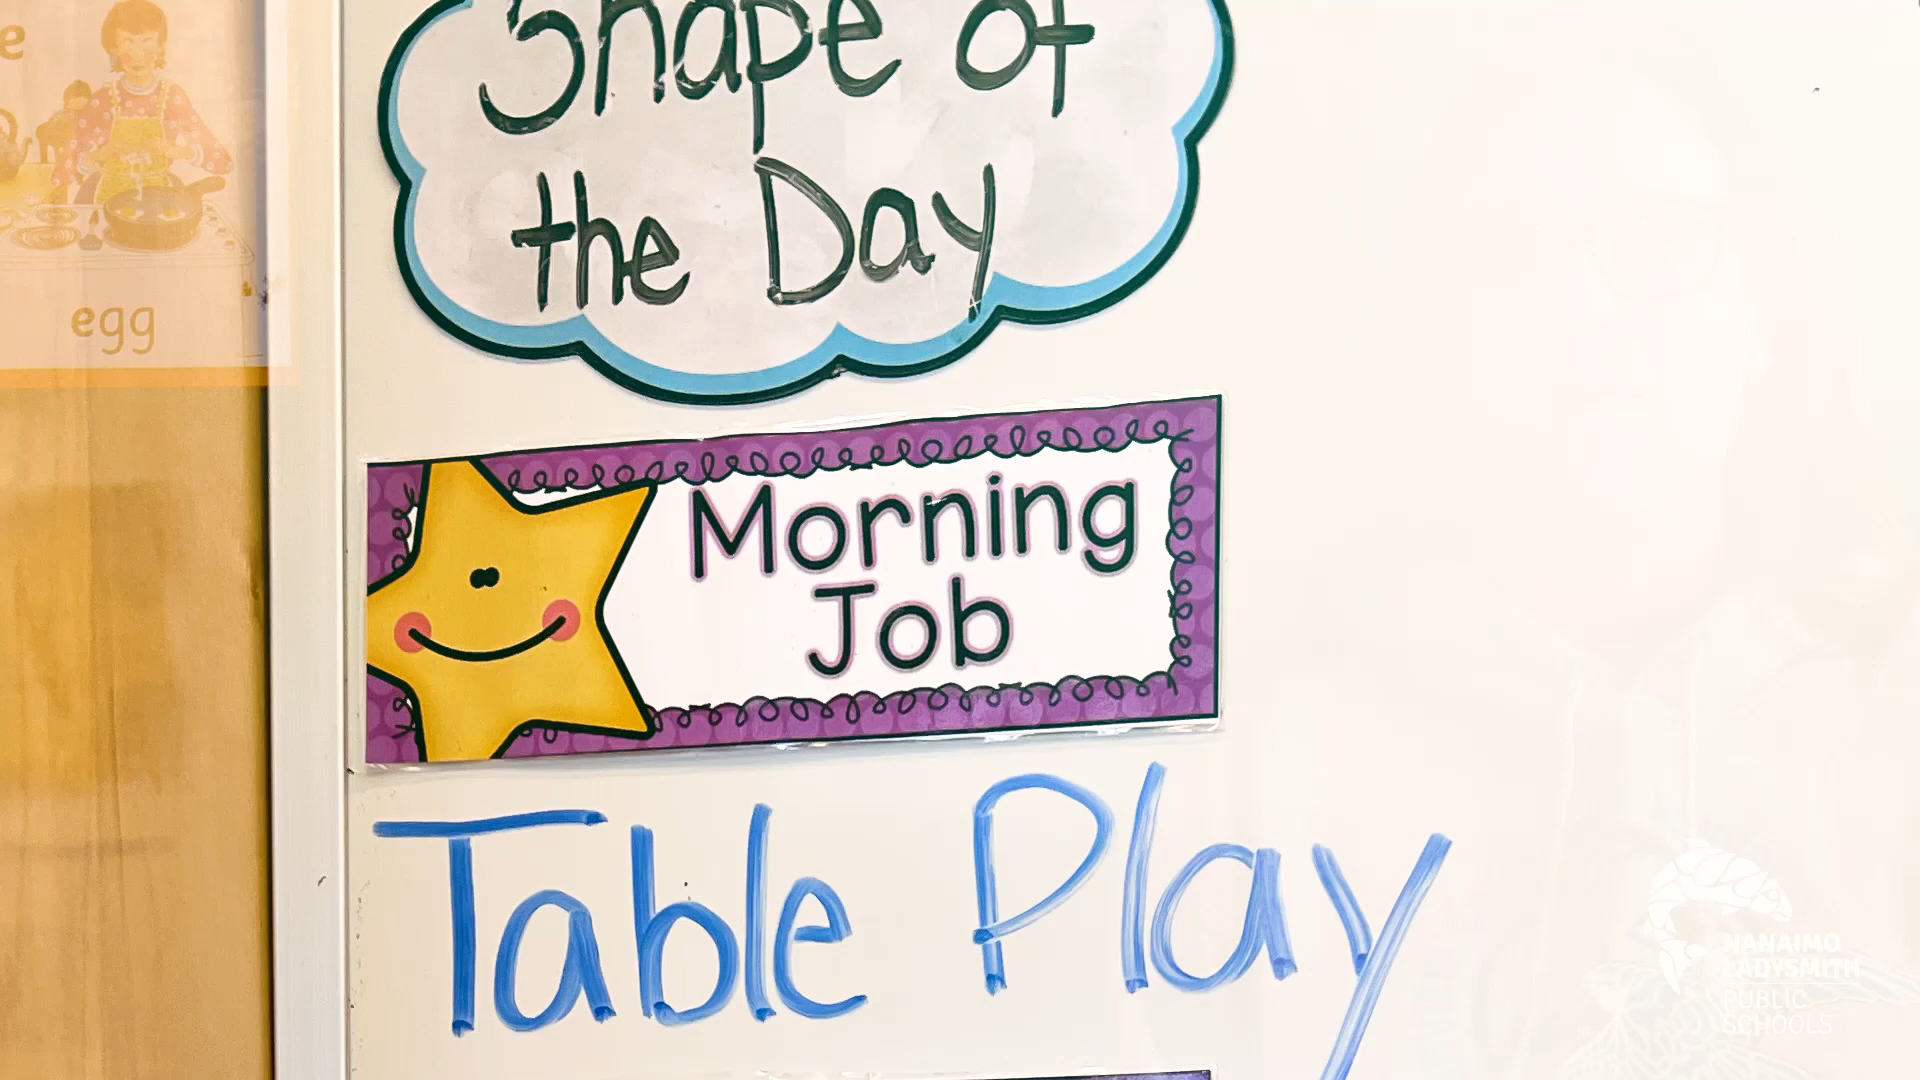 e
egg
Shape of
the Day
Morning
Job
Table Play
NANAIMO
LADYSMITH
PUBLIC
SCHOOLS